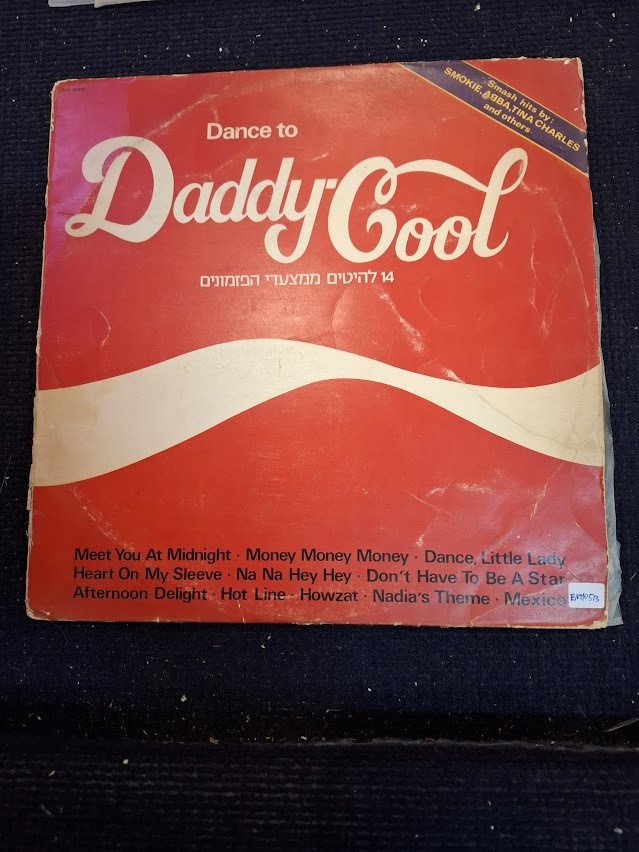 Dance to
Daddy Cool
14 להיטים ממצעדי הפזמונים
Smash hits by:
SMOKIE, ABBA, TINA CHARLES
and others
Meet You At Midnight · Money Money Money · Dance, Little Lady
Heart On My Sleeve · Na Na Hey Hey · Don't Have To Be A Star
Afternoon Delight · Hot Line · Howzat · Nadia's Theme · Mexico